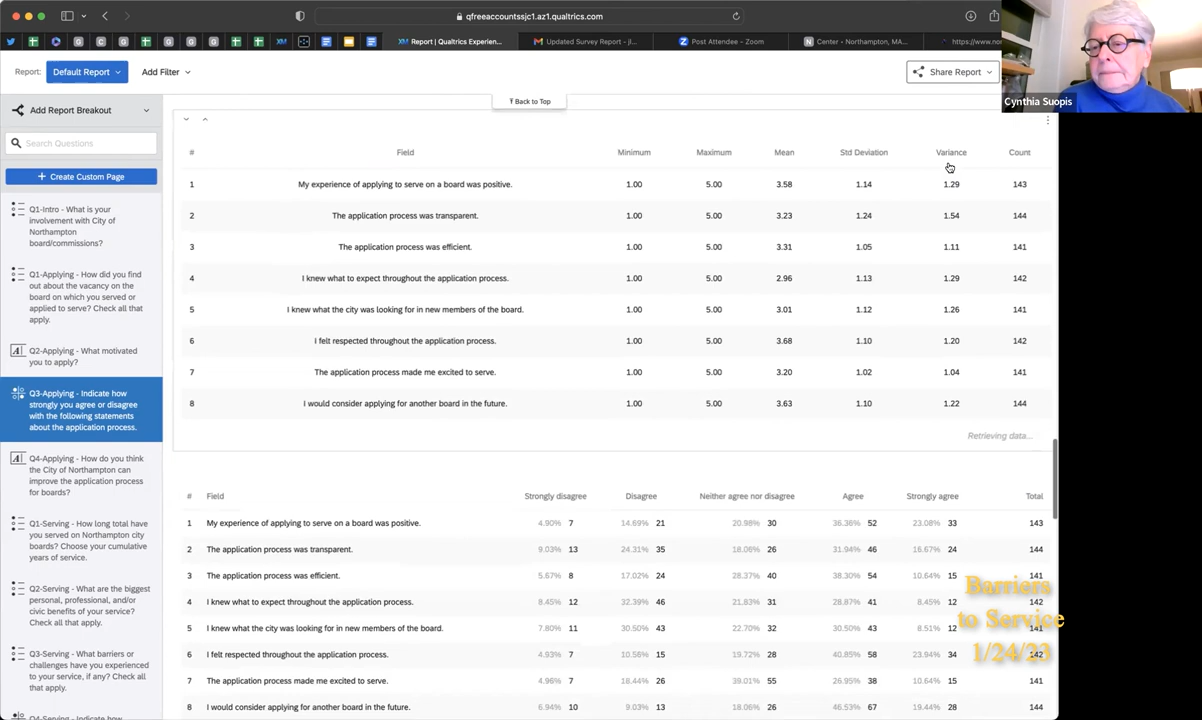 qfreeaccountssjc1.az1.qualtrics.com
XM Report | Qualtrics Experien...
Updated Survey Report - jl...
Post Attendee - Zoom
Center - Northampton, MA...
Report: Default Report Add Filter Share Report
Cynthia Suopis
Add Report Breakout
Back to Top
Search Questions
+ Create Custom Page
Q1-Intro - What is your
involvement with City of
Northampton
board/commissions?
Q1-Applying - How did you find
out about the vacancy on the
board on which you served or
applied to serve? Check all that
apply.
Q2-Applying - What motivated
you to apply?
Q3-Applying - Indicate how
strongly you agree or disagree
with the following statements
about the application process.
Q4-Applying - How do you think
the City of Northampton can
improve the application process
for boards?
Q1-Serving - How long total have
you served on Northampton city
boards? Choose your cumulative
years of service.
Q2-Serving - What are the biggest
personal, professional, and/or
civic benefits of your service?
Check all that apply.
Q3-Serving - What barriers or
challenges have you experienced
to your service, if any? Check all
that apply.
Q4-Serving - Indicate how
# Field Minimum Maximum Mean Std Deviation Variance Count
1 My experience of applying to serve on a board was positive. 1.00 5.00 3.58 1.14 1.29 143
2 The application process was transparent. 1.00 5.00 3.23 1.24 1.54 144
3 The application process was efficient. 1.00 5.00 3.31 1.05 1.11 141
4 I knew what to expect throughout the application process. 1.00 5.00 2.96 1.13 1.29 142
5 I knew what the city was looking for in new members of the board. 1.00 5.00 3.01 1.12 1.26 141
6 I felt respected throughout the application process. 1.00 5.00 3.68 1.10 1.20 142
7 The application process made me excited to serve. 1.00 5.00 3.20 1.02 1.04 141
8 I would consider applying for another board in the future. 1.00 5.00 3.63 1.10 1.22 144
Retrieving data...
# Field Strongly disagree Disagree Neither agree nor disagree Agree Strongly agree Total
1 My experience of applying to serve on a board was positive. 4.90% 7 14.69% 21 20.98% 30 36.36% 52 23.08% 33 143
2 The application process was transparent. 9.03% 13 24.31% 35 18.06% 26 31.94% 46 16.67% 24 144
3 The application process was efficient. 5.67% 8 17.02% 24 28.37% 40 38.30% 54 10.64% 15 141
4 I knew what to expect throughout the application process. 8.45% 12 32.39% 46 21.83% 31 28.87% 41 8.45% 12 142
5 I knew what the city was looking for in new members of the board. 7.80% 11 30.50% 43 22.70% 32 30.50% 43 8.51% 12 141
6 I felt respected throughout the application process. 4.93% 7 10.56% 15 19.72% 28 40.85% 58 23.94% 34 142
7 The application process made me excited to serve. 4.96% 7 18.44% 26 39.01% 55 26.95% 38 10.64% 15 141
8 I would consider applying for another board in the future. 6.94% 10 9.03% 13 18.06% 26 46.53% 67 19.44% 28 144
Barriers
to Service
1/24/23